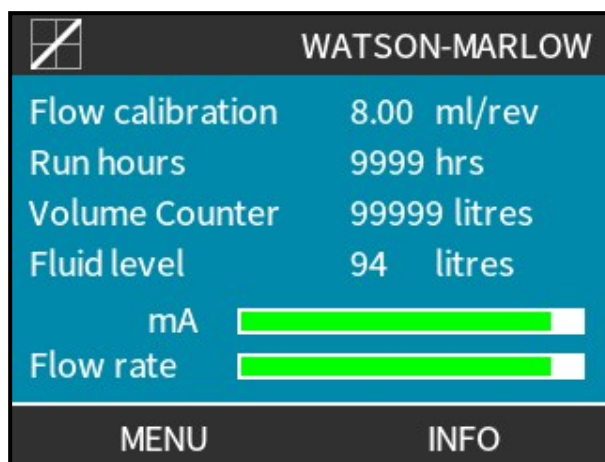 WATSON-MARLOW
Flow calibration 8.00 ml/rev
Run hours 9999 hrs
Volume Counter 99999 litres
Fluid level 94 litres
mA
Flow rate
MENU INFO